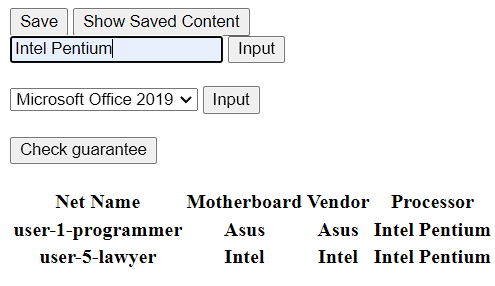 Save Show Saved Content
Intel Pentium Input
Microsoft Office 2019 Input
Check guarantee
Net Name Motherboard Vendor Processor
user-1-programmer Asus Asus Intel Pentium
user-5-lawyer Intel Intel Intel Pentium